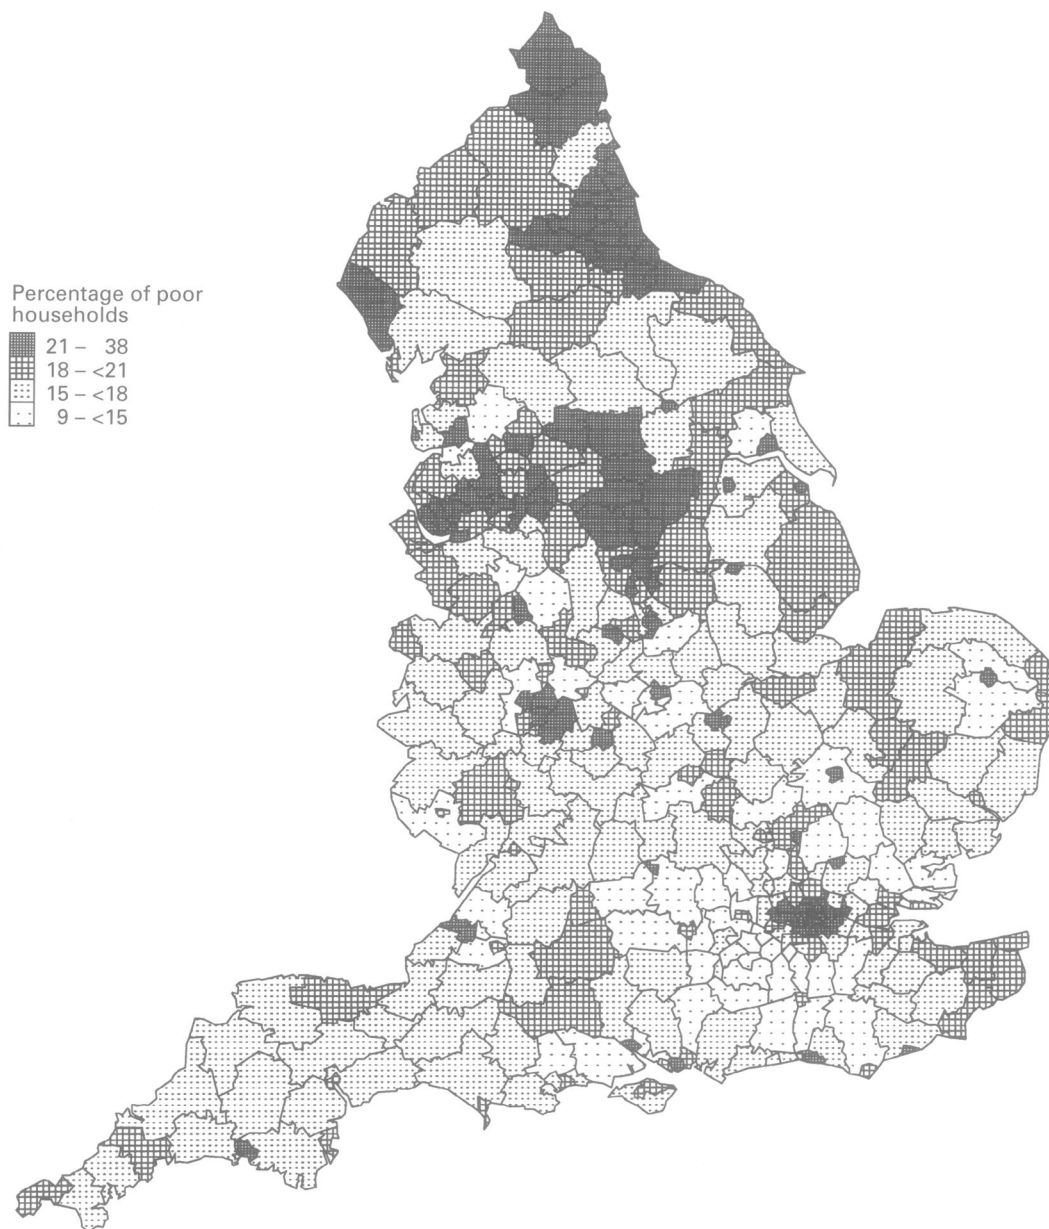 Percentage of poor
households
21 – 38
18 – <21
15 – <18
9 – <15